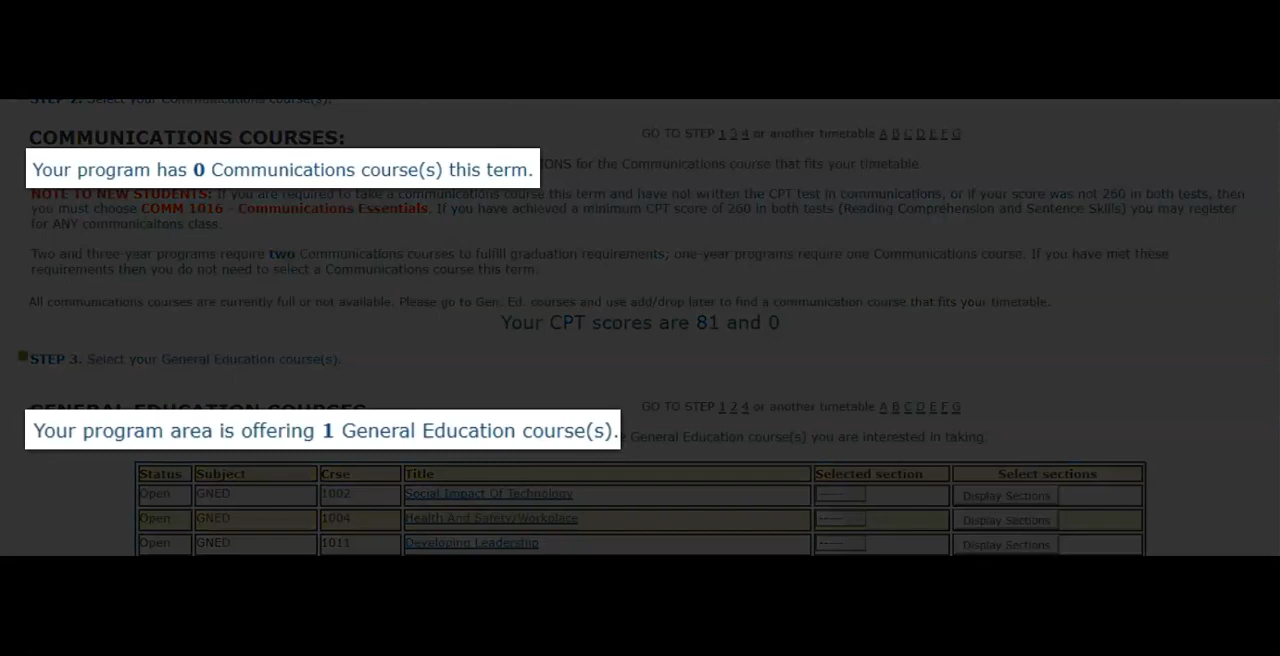 STEP 2. Select your Communications course(s).
COMMUNICATIONS COURSES:
GO TO STEP 1 3 4 or another timetable A B C D E F G
Your program has 0 Communications course(s) this term.
IONS for the Communications course that fits your timetable.
NOTE TO NEW STUDENTS: If you are required to take a communications course this term and have not written the CPT test in communications, or if your score was not 260 in both tests, then
you must choose COMM 1016 - Communications Essentials. If you have achieved a minimum CPT score of 260 in both tests (Reading Comprehension and Sentence Skills) you may register
for ANY communicaitons class.
Two and three-year programs require two Communications courses to fulfill graduation requirements; one-year programs require one Communications course. If you have met these
requirements then you do not need to select a Communications course this term.
All communications courses are currently full or not available. Please go to Gen. Ed. courses and use add/drop later to find a communication course that fits your timetable.
Your CPT scores are 81 and 0
STEP 3. Select your General Education course(s).
GENERAL EDUCATION COURSES
GO TO STEP 1 2 4 or another timetable A B C D E F G
Your program area is offering 1 General Education course(s).
General Education course(s) you are interested in taking.
Status Subject Crse Title Selected section Select sections
Open GNED 1002 Social Impact Of Technology ------ Display Sections
Open GNED 1004 Health And Safety/Workplace ------ Display Sections
Open GNED 1011 Developing Leadership ------ Display Sections